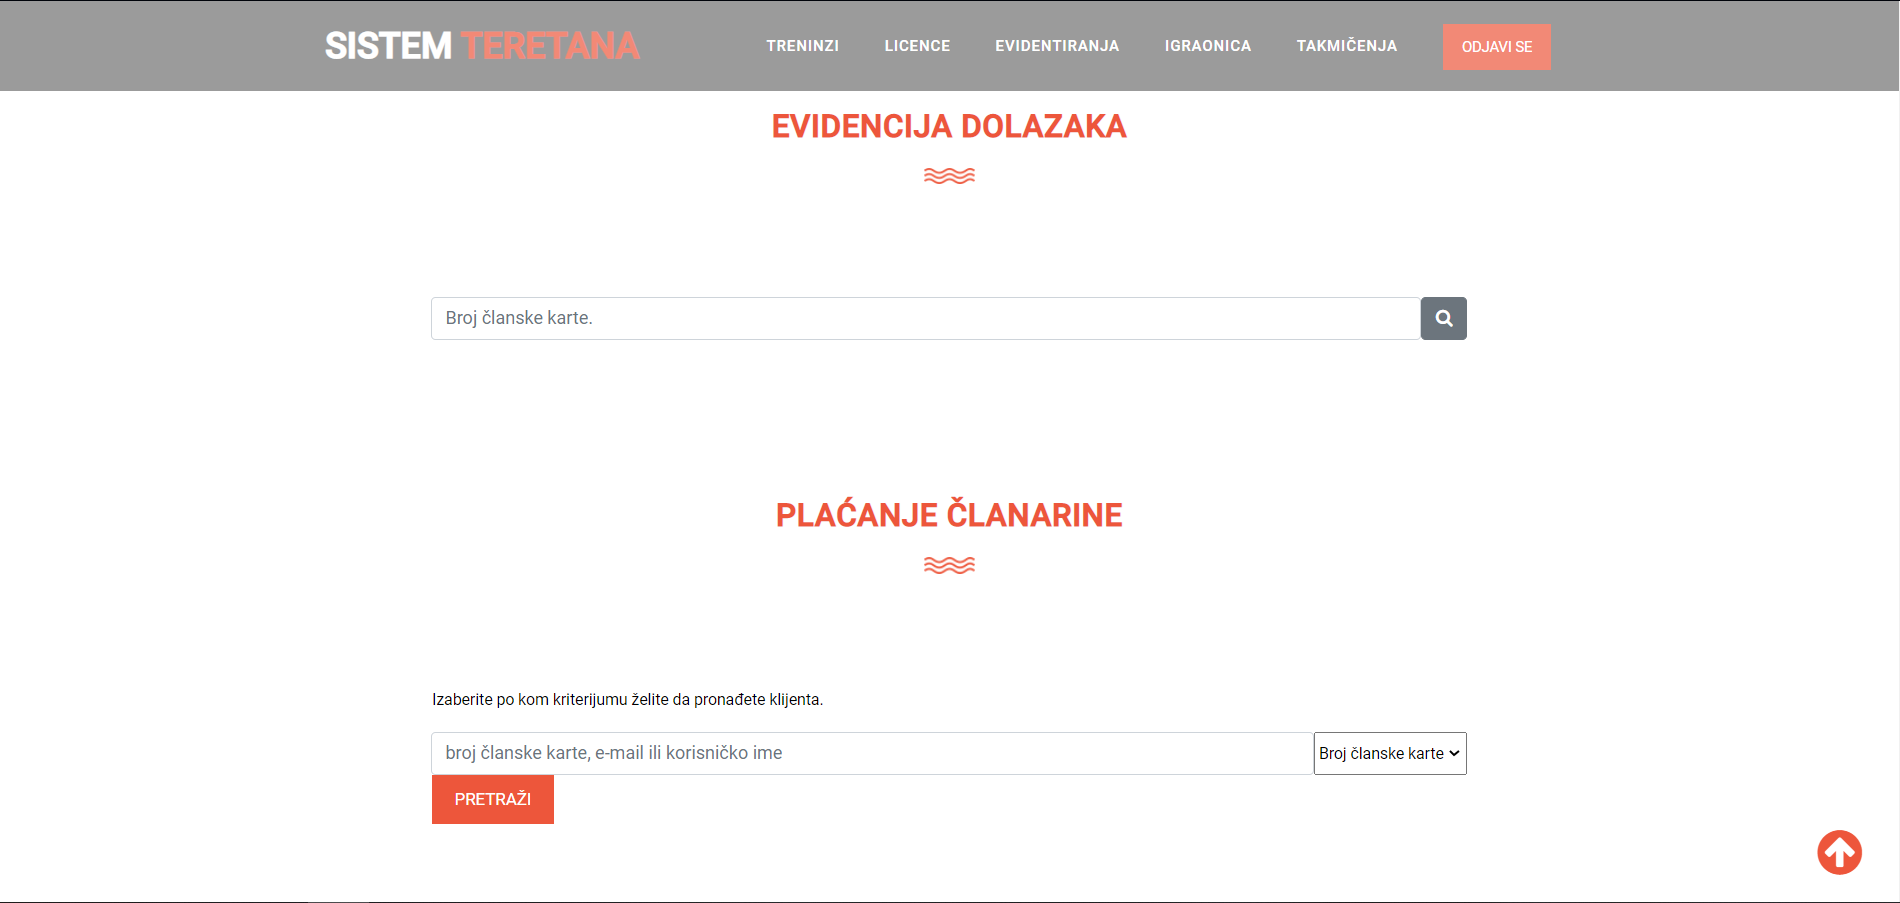 SISTEM TERETANA
TRENINZI LICENCE EVIDENTIRANJA IGRAONICA TAKMIČENJA ODJAVI SE
EVIDENCIJA DOLAZAKA
Broj članske karte.
PLAĆANJE ČLANARINE
Izaberite po kom kriterijumu želite da pronađete klijenta.
broj članske karte, e-mail ili korisničko ime
Broj članske karte
PRETRAŽI